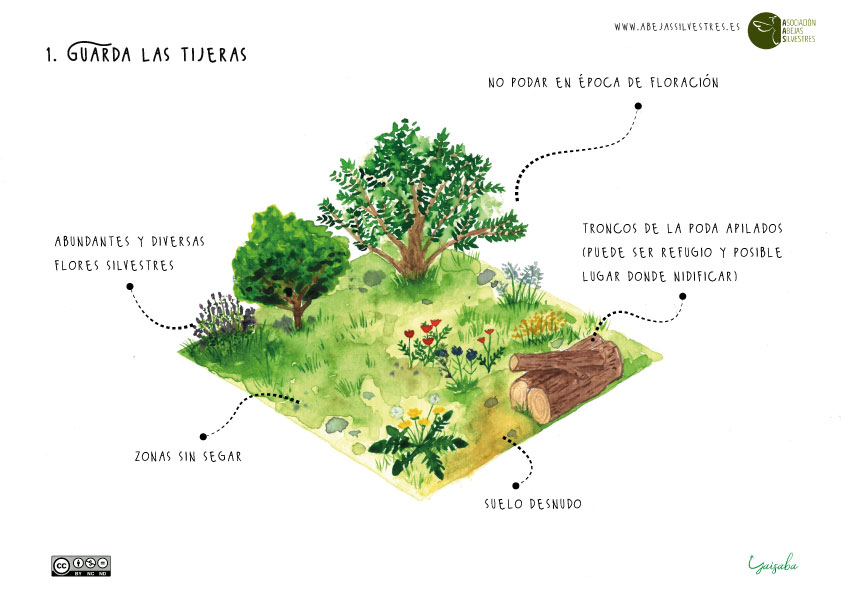 WWW.ABEJASSILVESTRES.ES
ASOCIACIÓN
ABEJAS
SILVESTRES
1. GUARDA LAS TIJERAS
NO PODAR EN ÉPOCA DE FLORACIÓN
TRONCOS DE LA PODA APILADOS
(PUEDE SER REFUGIO Y POSIBLE
LUGAR DONDE NIDIFICAR)
ABUNDANTES Y DIVERSAS
FLORES SILVESTRES
ZONAS SIN SEGAR
SUELO DESNUDO
cc
BY NC ND
Yaisaba